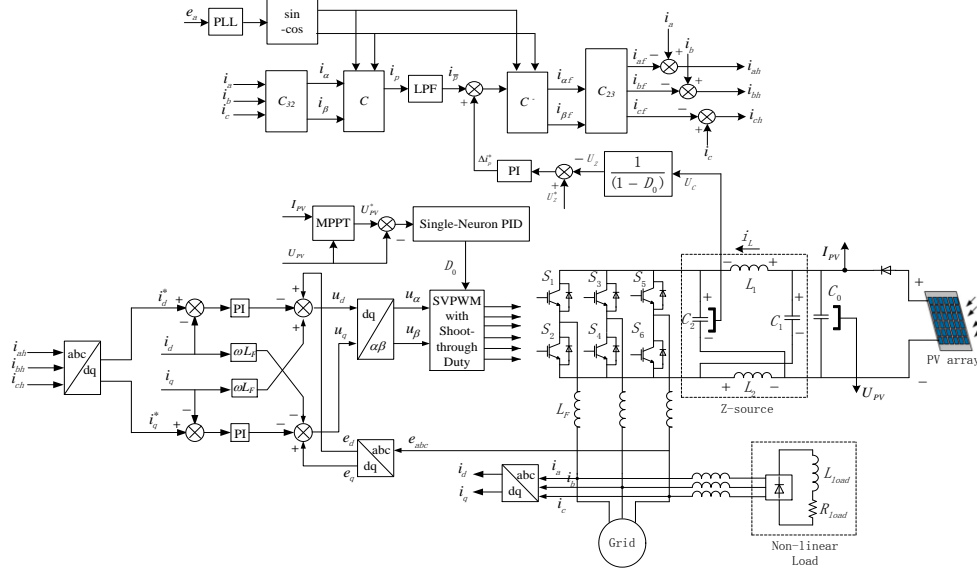 e_a
PLL
sin
-cos
i_a
i_b
i_c
C_32
i_α
i_β
C
i_p
LPF
i_p̄
+
C
i_αf
i_βf
C_23
i_af
i_bf
i_cf
−
−
−
i_a
+
i_b
+
+
i_c
i_ah
i_bh
i_ch
Δi_p^*
PI
− U_z
+
U_z^*
1
(1 − D_0)
U_C
I_PV
U_PV
MPPT
U_PV^*
−
Single-Neuron PID
D_0
SVPWM
with
Shoot-
through
Duty
i_ah
i_bh
i_ch
abc
dq
i_d^*
i_q^*
+
−
PI
i_d
ωL_F
i_q
ωL_F
−
+
PI
−
+
+
−
−
+
u_d
u_q
dq
αβ
u_α
u_β
e_d
e_q
abc
dq
e_abc
S_1
S_3
S_5
S_2
S_4
S_6
L_F
i_L
−
+
L_1
+
C_2
−
C_1
+
−
+
L_2
−
Z-source
I_PV
C_0
+
U_PV
+
−
PV array
i_d
i_q
abc
dq
i_a
i_b
i_c
Grid
L_load
R_load
Non-linear
Load